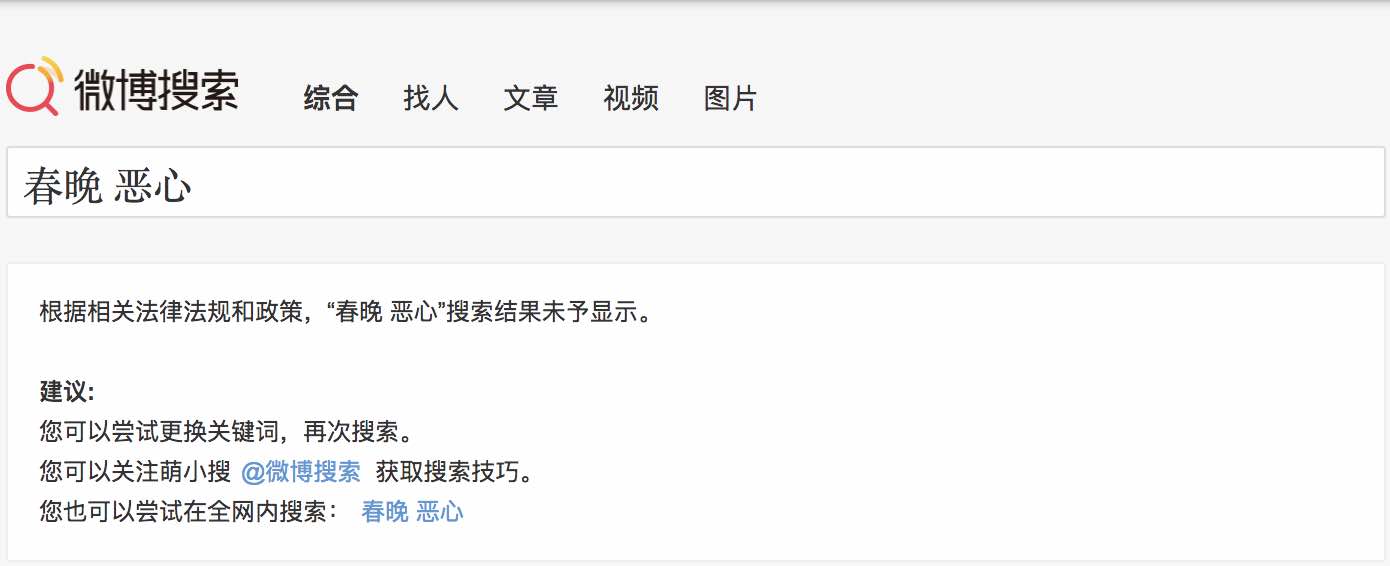 微博搜索 综合 找人 文章 视频 图片
春晚 恶心
根据相关法律法规和政策，“春晚 恶心”搜索结果未予显示。
建议:
您可以尝试更换关键词，再次搜索。
您可以关注萌小搜 @微博搜索 获取搜索技巧。
您也可以尝试在全网内搜索： 春晚 恶心